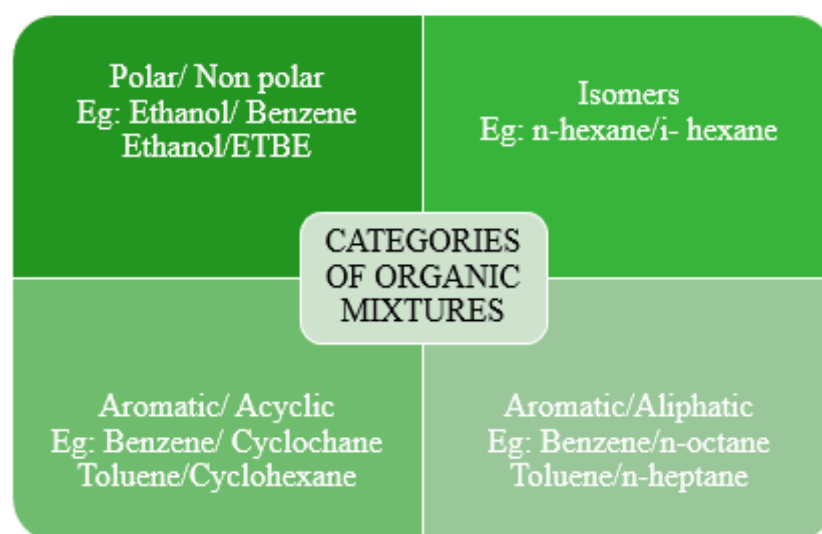 Polar/ Non polar
Eg: Ethanol/ Benzene
Ethanol/ETBE
Isomers
Eg: n-hexane/i- hexane
CATEGORIES
OF ORGANIC
MIXTURES
Aromatic/ Acyclic
Eg: Benzene/ Cyclochane
Toluene/Cyclohexane
Aromatic/Aliphatic
Eg: Benzene/n-octane
Toluene/n-heptane